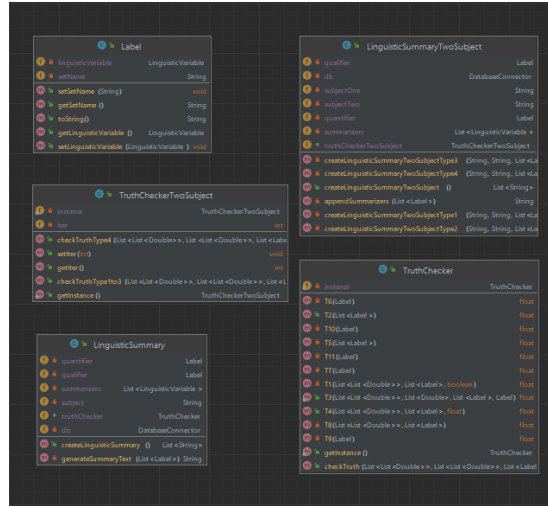 Label
linguisticVariable LinguisticVariable
setName String
setSetName (String) void
getSetName () String
toString() String
getLinguisticVariable () LinguisticVariable
setLinguisticVariable (LinguisticVariable ) void
LinguisticSummaryTwoSubject
qualifier Label
db DatabaseConnector
subjectOne String
subjectTwo String
quantifier Label
summarizers List <LinguisticVariable >
truthCheckerTwoSubject TruthCheckerTwoSubject
createLinguisticSummaryTwoSubjectType3 (String, String, List <La
createLinguisticSummaryTwoSubjectType4 (String, String, List <La
createLinguisticSummaryTwoSubject () List <String>
appendSummarizers (List <Label>) String
createLinguisticSummaryTwoSubjectType1 (String, String, List <La
createLinguisticSummaryTwoSubjectType2 (String, String, List <La
TruthCheckerTwoSubject
instance TruthCheckerTwoSubject
iter int
checkTruthType4 (List <List <Double>>, List <List <Double>>, List <Labe
setIter(int) void
getIter() int
checkTruthType1to3 (List <List <Double>>, List <List <Double>>, List <L
getInstance () TruthCheckerTwoSubject
LinguisticSummary
quantifier Label
qualifier Label
summarizers List <LinguisticVariable >
subject String
truthChecker TruthChecker
db DatabaseConnector
createLinguisticSummary () List <String>
generateSummaryText (List <Label>) String
TruthChecker
instance TruthChecker
T6(Label) float
T2(List <Label>) float
T10(Label) float
T5(List <Label>) float
T11(Label) float
T7(Label) float
T1(List <List <Double>>, List <Label>, boolean) float
T3(List <List <Double>>, List <Double>, List <Label>, Label) float
T4(List <List <Double>>, List <Label>, float) float
T8(List <List <Double>>, List <Label>) float
T9(Label) float
getInstance () TruthChecker
checkTruth (List <List <Double>>, List <List <Double>>, List <Label